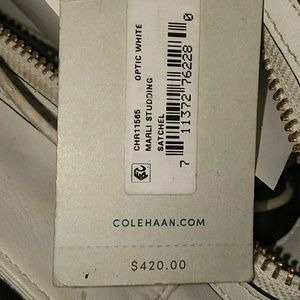 CHR11565 OPTIC WHITE
MARLI STUDDING
SATCHEL
7 11372 76228 0
COLEHAAN.COM
$420.00